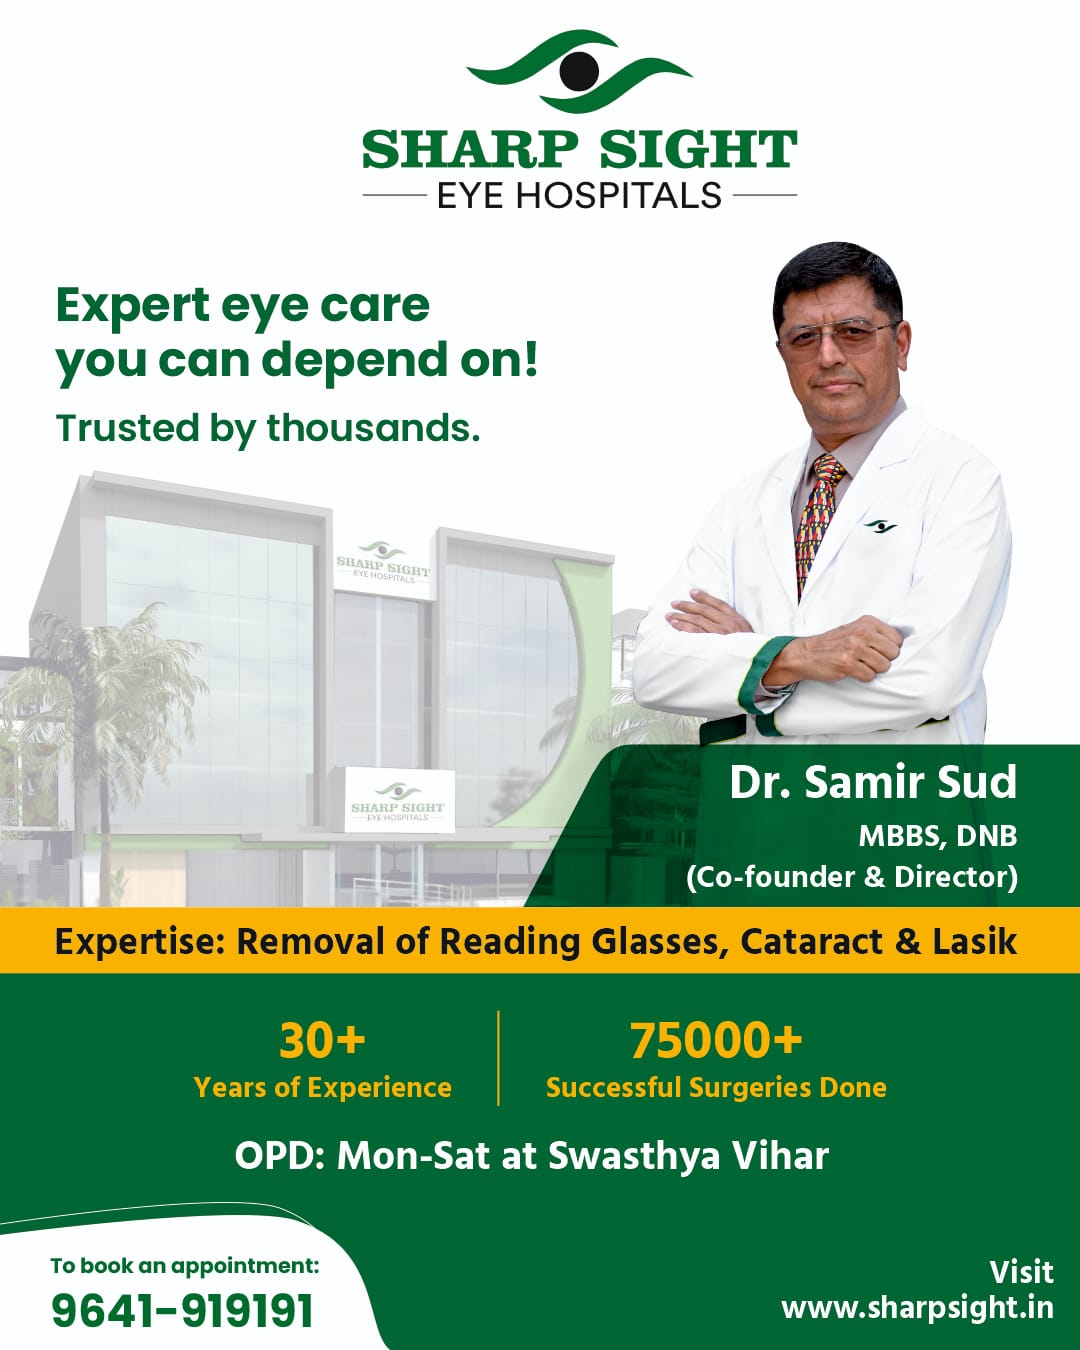 SHARP SIGHT
EYE HOSPITALS
Expert eye care
you can depend on!
Trusted by thousands.
SHARP SIGHT
EYE HOSPITALS
SHARP SIGHT
EYE HOSPITALS
Dr. Samir Sud
MBBS, DNB
(Co-founder & Director)
Expertise: Removal of Reading Glasses, Cataract & Lasik
30+
Years of Experience
75000+
Successful Surgeries Done
OPD: Mon-Sat at Swasthya Vihar
To book an appointment:
9641-919191
Visit
www.sharpsight.in